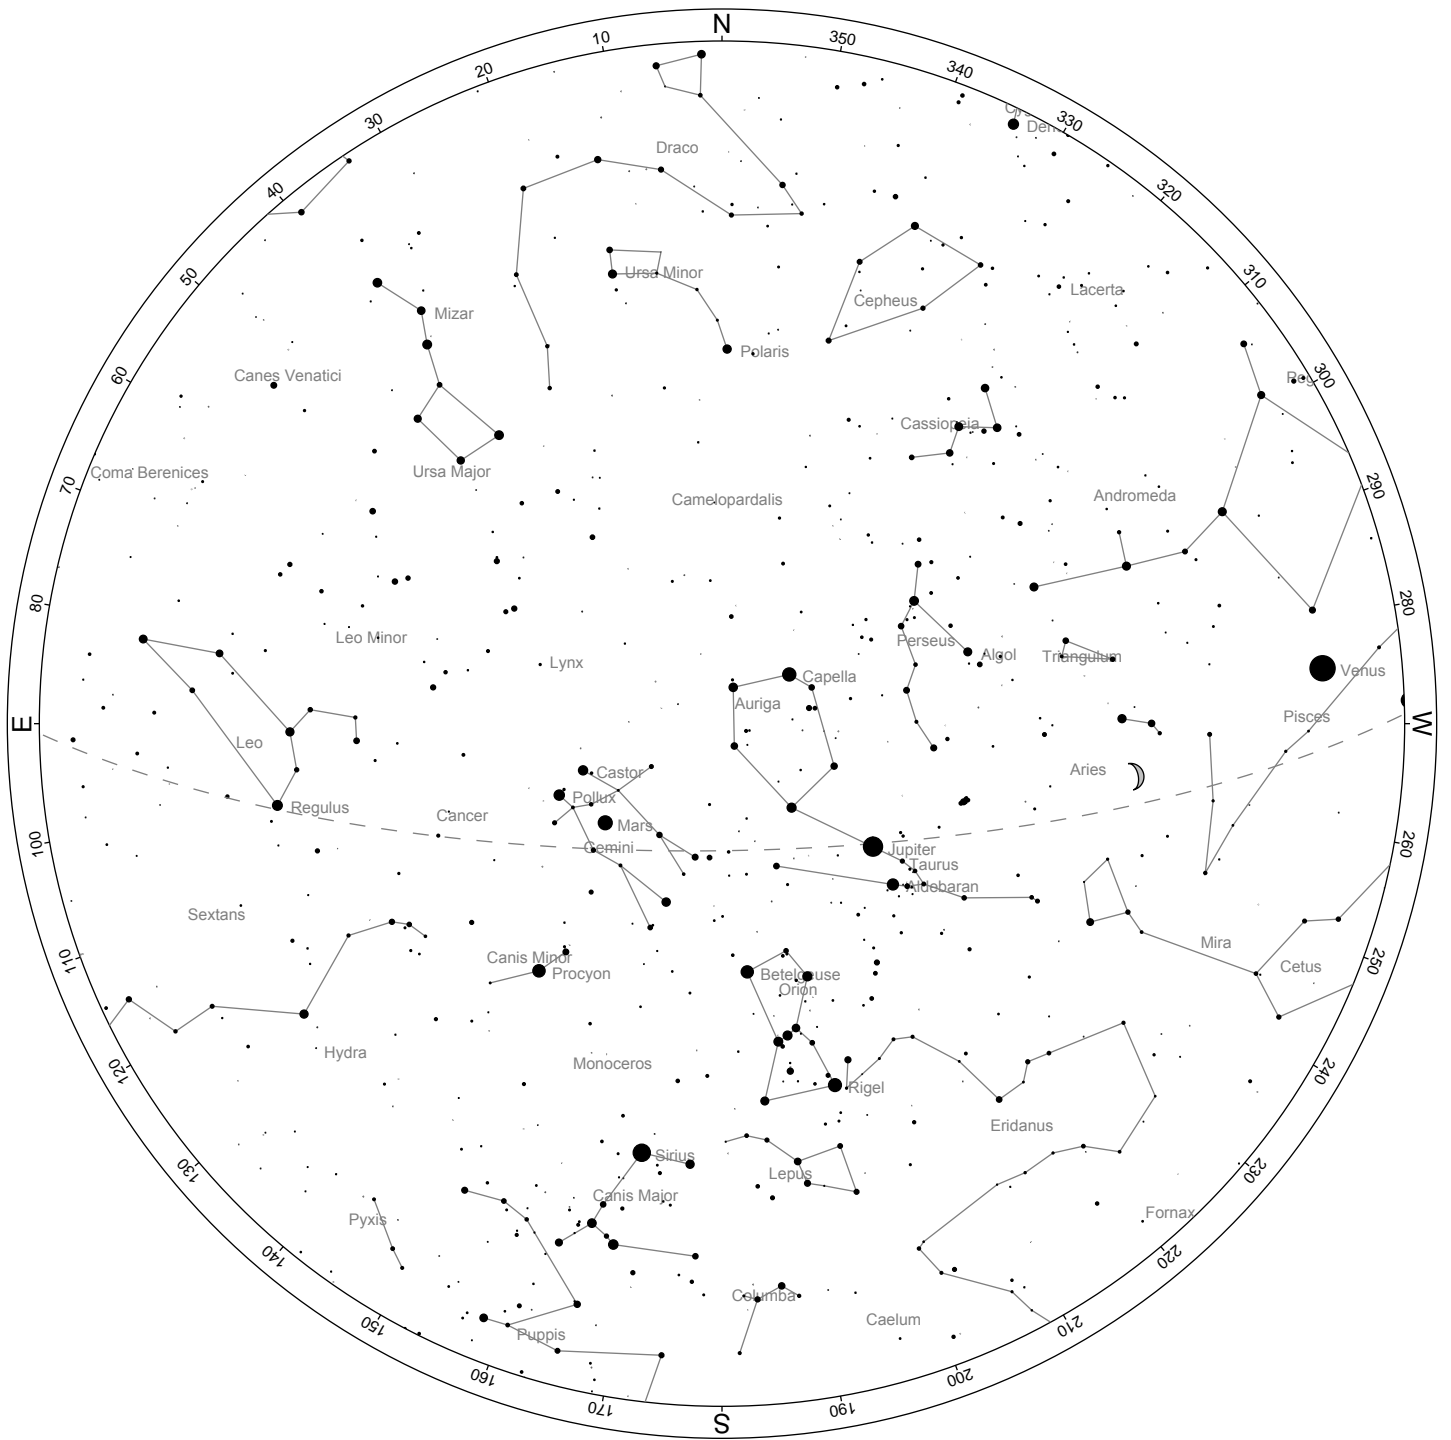 N
10
350
20
340
30
330
40
320
50
310
60
300
70
290
80
280
E
W
100
260
110
250
120
240
130
230
140
220
150
210
160
200
170
190
S
Den
Draco
Ursa Minor
Lacerta
Cepheus
Mizar
Polaris
Canes Venatici
Peg
Cassiopeia
Ursa Major
Coma Berenices
Camelopardalis
Andromeda
Leo Minor
Perseus
Lynx
Algol
Triangulum
Venus
Capella
Auriga
Pisces
Leo
Castor
Aries
Pollux
Regulus
Cancer
Mars
Gemini
Jupiter
Taurus
Aldebaran
Sextans
Mira
Canis Minor
Procyon
Betelgeuse
Cetus
Orion
Hydra
Monoceros
Rigel
Eridanus
Sirius
Lepus
Canis Major
Pyxis
Fornax
Columba
Caelum
Puppis